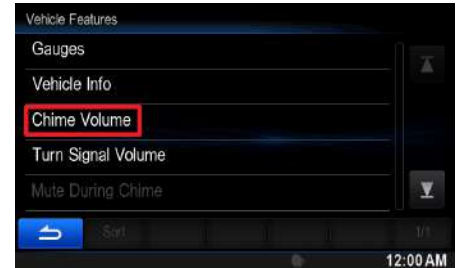 Vehicle Features
Gauges
Vehicle Info
Chime Volume
Turn Signal Volume
Mute During Chime
Sort
1/1
12:00 AM